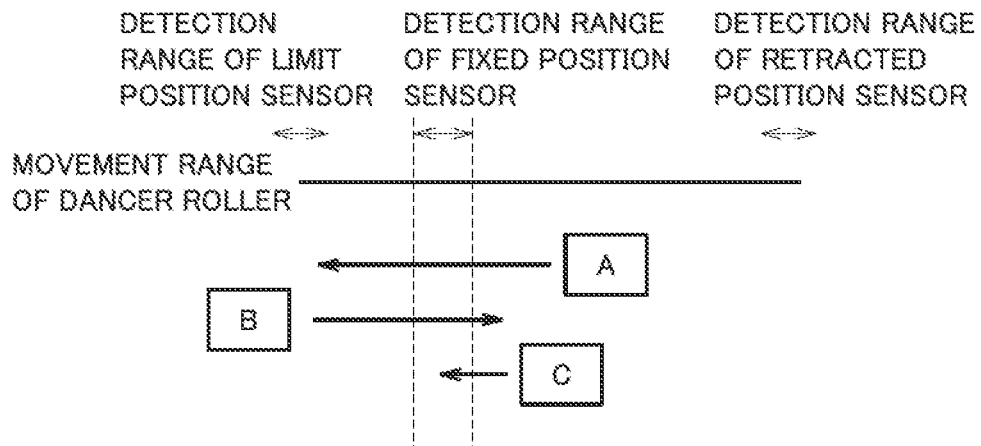 DETECTION
RANGE OF LIMIT
POSITION SENSOR
DETECTION RANGE
OF FIXED POSITION
SENSOR
DETECTION RANGE
OF RETRACTED
POSITION SENSOR
MOVEMENT RANGE
OF DANCER ROLLER
A
B
C